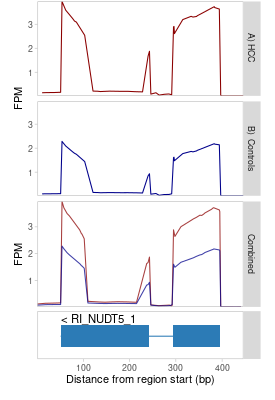 3
2
1
A) HCC
FPM
3
2
1
B) Controls
3
2
1
Combined
FPM
< RI_NUDT5_1
100 200 300 400
Distance from region start (bp)